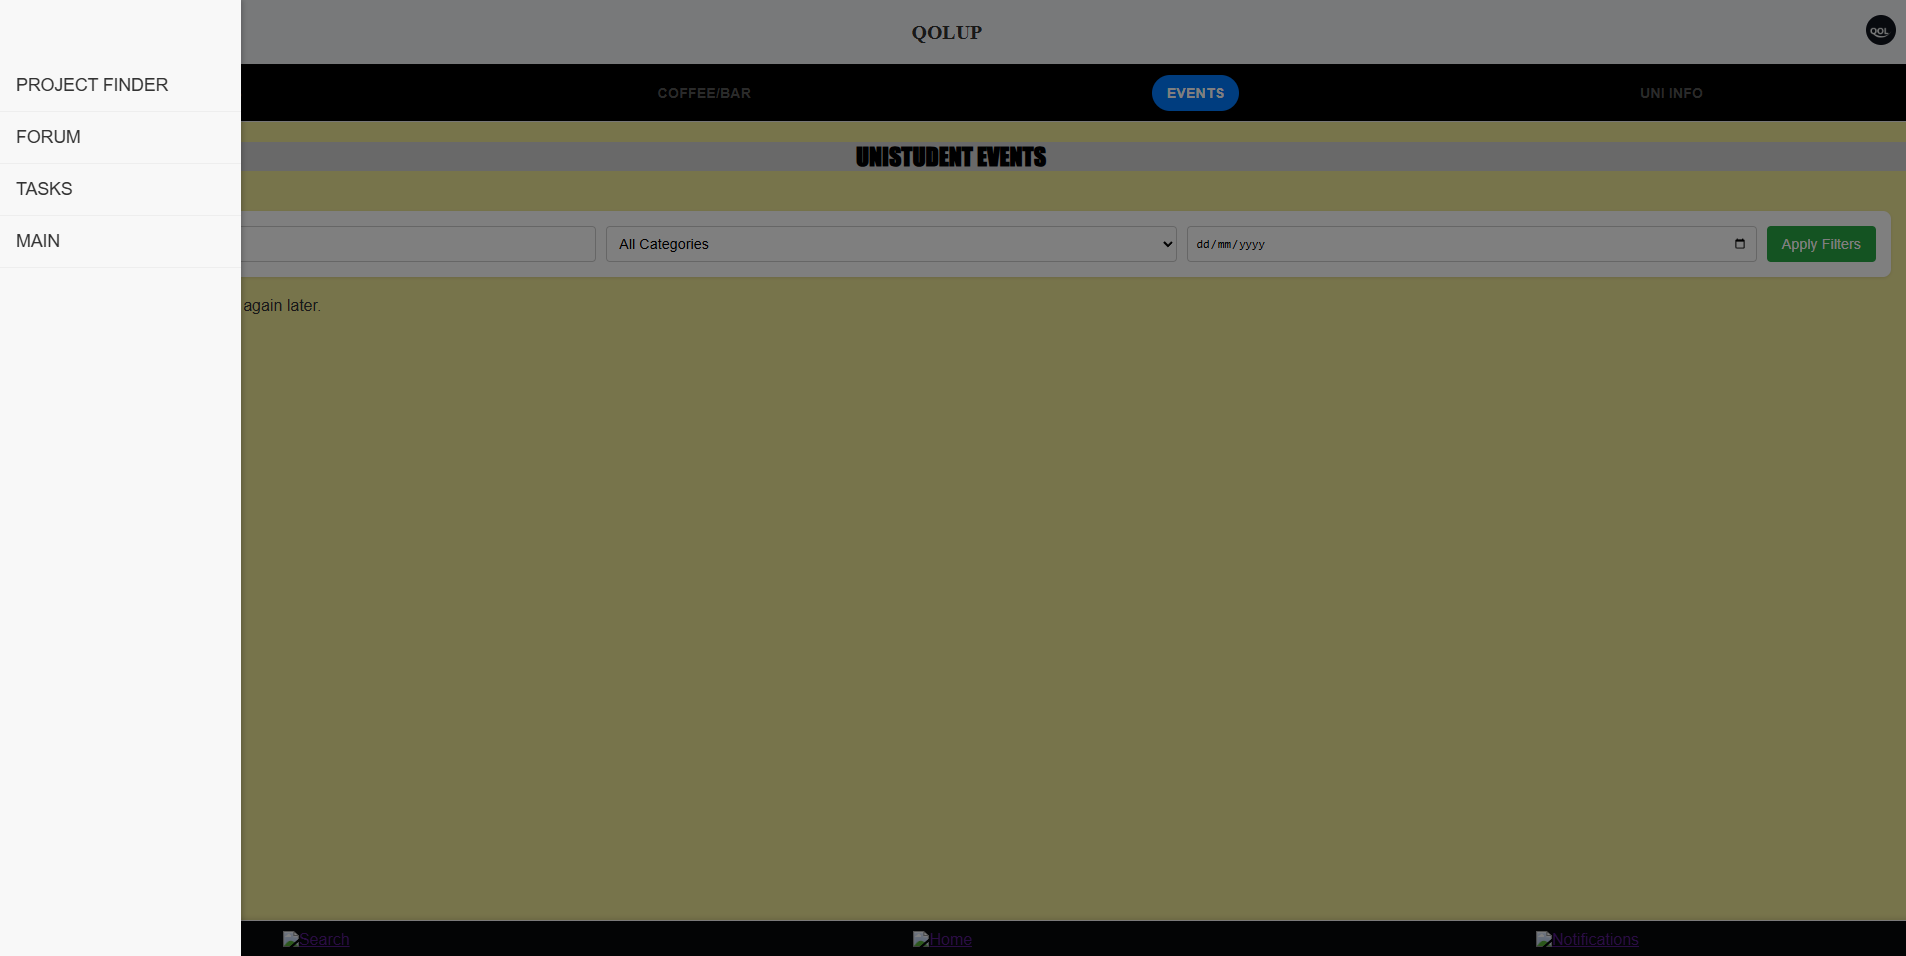 QOLUP
QOL
PROJECT FINDER
FORUM
TASKS
MAIN
COFFEE/BAR
EVENTS
UNI INFO
UNISTUDENT EVENTS
All Categories
dd/mm/yyyy
Apply Filters
again later.
Search
Home
Notifications